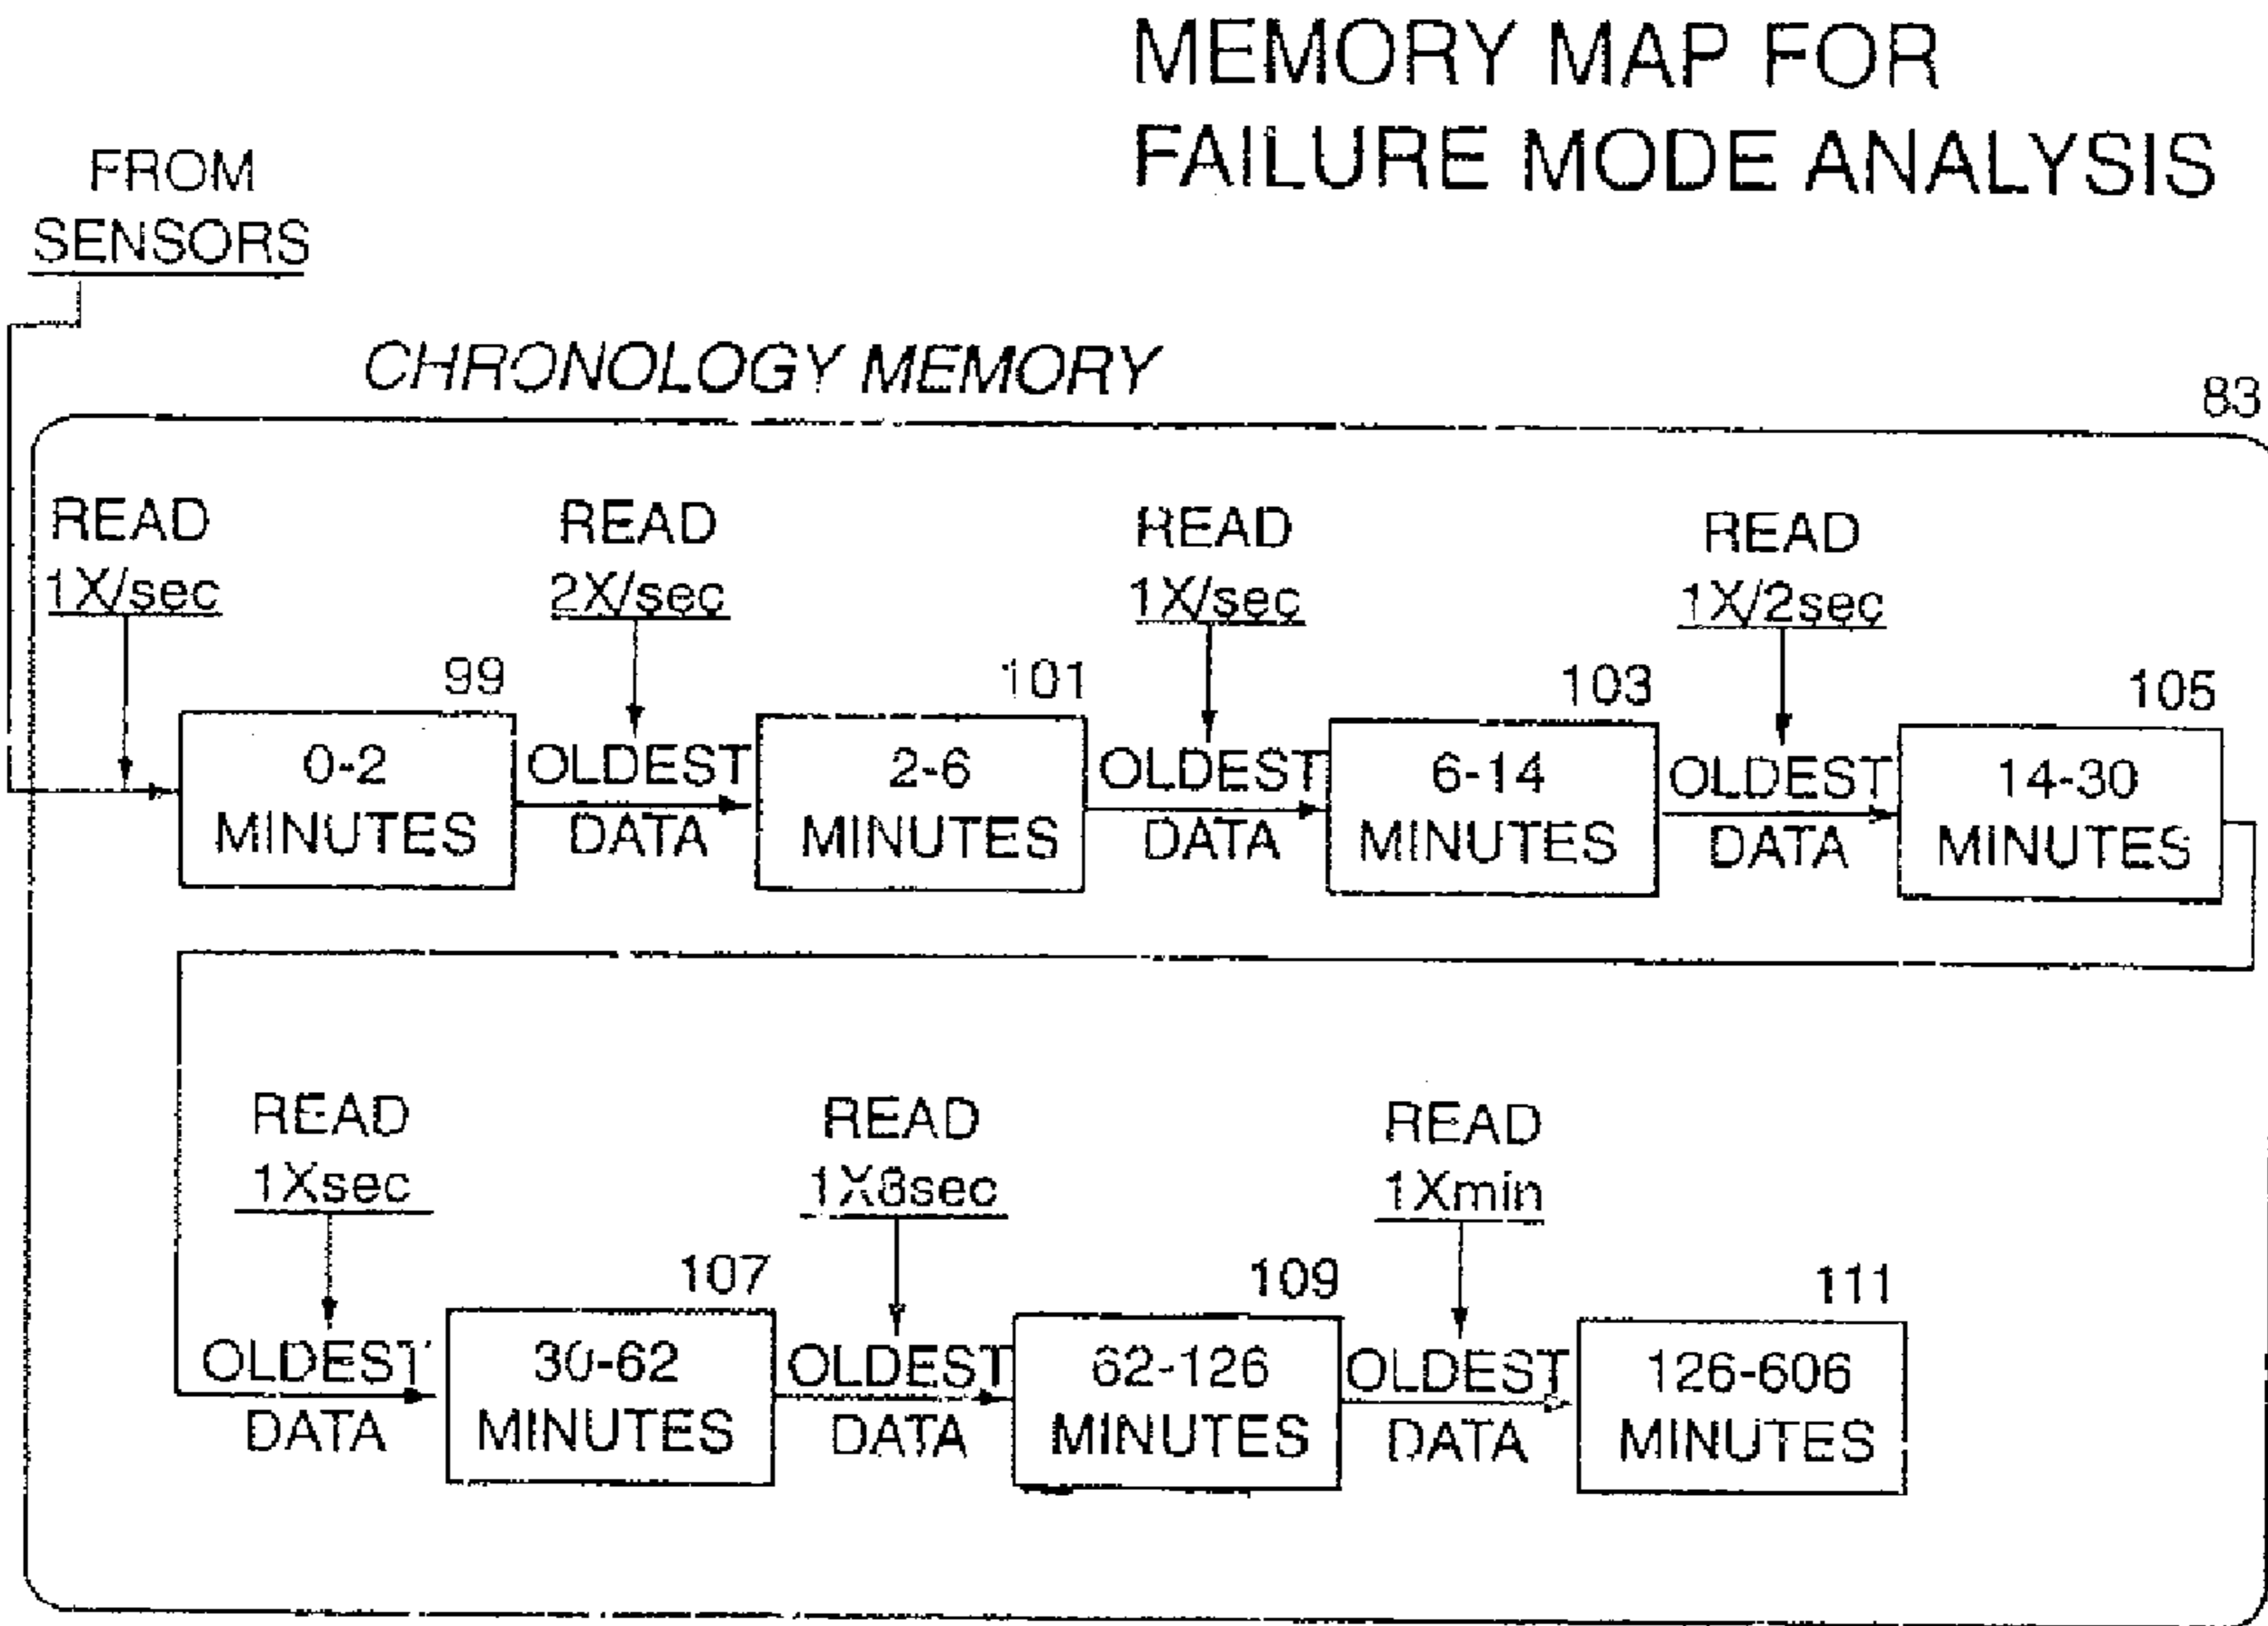 MEMORY MAP FOR
FAILURE MODE ANALYSIS
FROM
SENSORS
CHRONOLOGY MEMORY
83
READ
1X/sec
READ
2X/sec
READ
1X/sec
READ
1X/2sec
99
101
103
105
0-2
MINUTES
OLDEST
DATA
2-6
MINUTES
OLDEST
DATA
6-14
MINUTES
OLDEST
DATA
14-30
MINUTES
READ
1Xsec
READ
READ
1Xmin
107
109
111
OLDEST
DATA
30-62
MINUTES
OLDEST
DATA
62-126
MINUTES
OLDEST
DATA
126-606
MINUTES